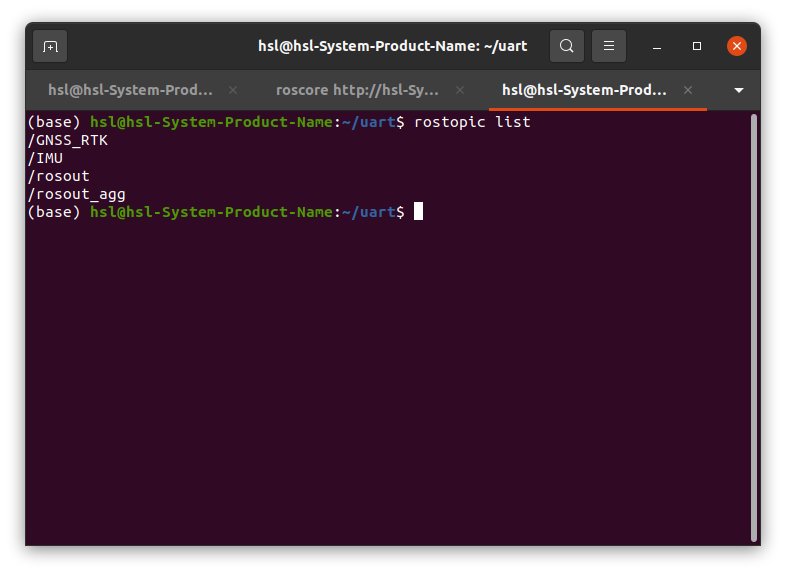 hsl@hsl-System-Product-Name: ~/uart
hsl@hsl-System-Prod... roscore http://hsl-Sy... hsl@hsl-System-Prod...
(base) hsl@hsl-System-Product-Name:~/uart$ rostopic list
/GNSS_RTK
/IMU
/rosout
/rosout_agg
(base) hsl@hsl-System-Product-Name:~/uart$